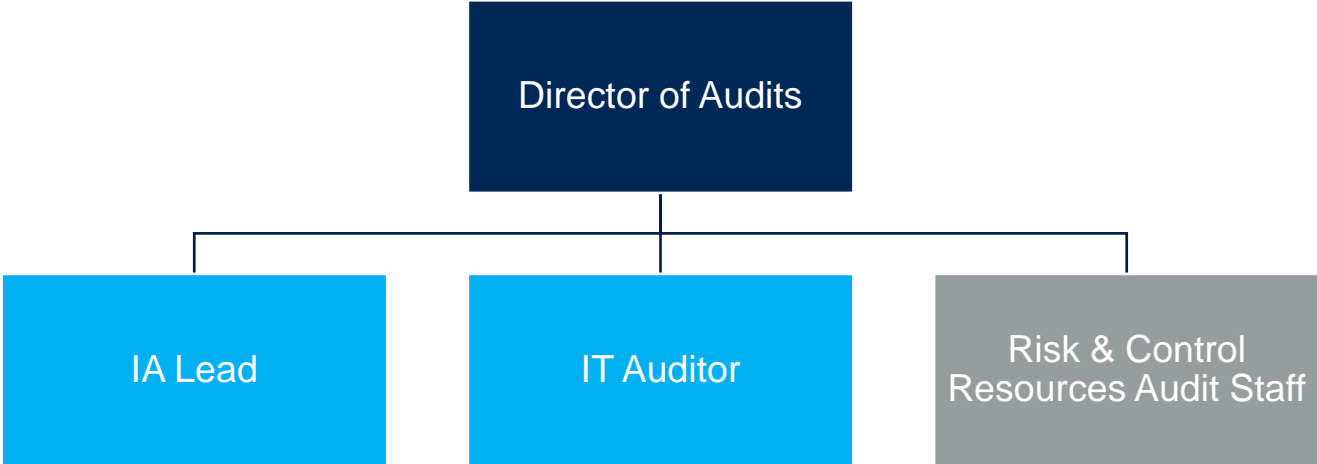 Director of Audits
IA Lead
IT Auditor
Risk & Control
Resources Audit Staff